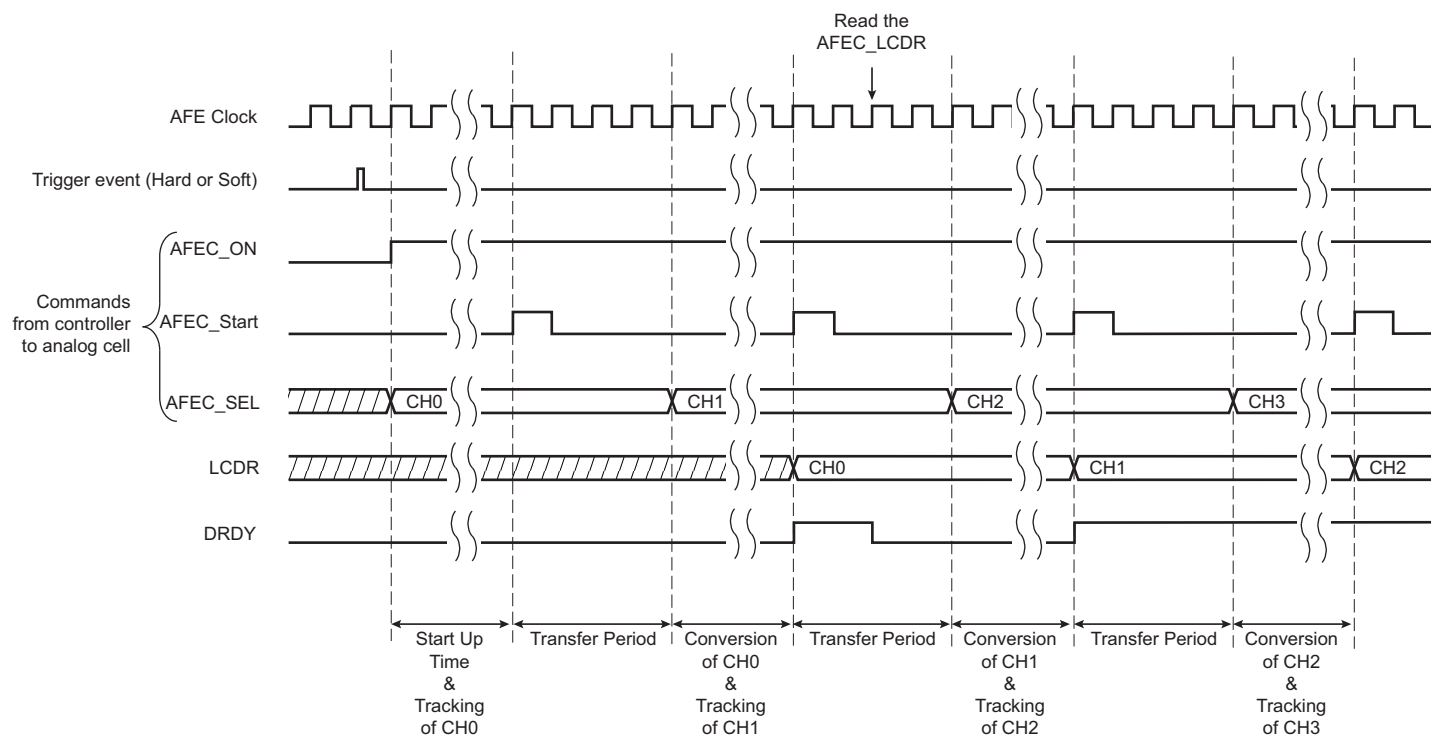 Read the
AFEC_LCDR
AFE Clock
Trigger event (Hard or Soft)
AFEC_ON
Commands
from controller
to analog cell
AFEC_Start
AFEC_SEL
CH0
CH1
CH2
CH3
LCDR
CH0
CH1
CH2
DRDY
Start Up
Time
&
Tracking
of CH0
Transfer Period
Conversion
of CH0
&
Tracking
of CH1
Transfer Period
Conversion
of CH1
&
Tracking
of CH2
Transfer Period
Conversion
of CH2
&
Tracking
of CH3